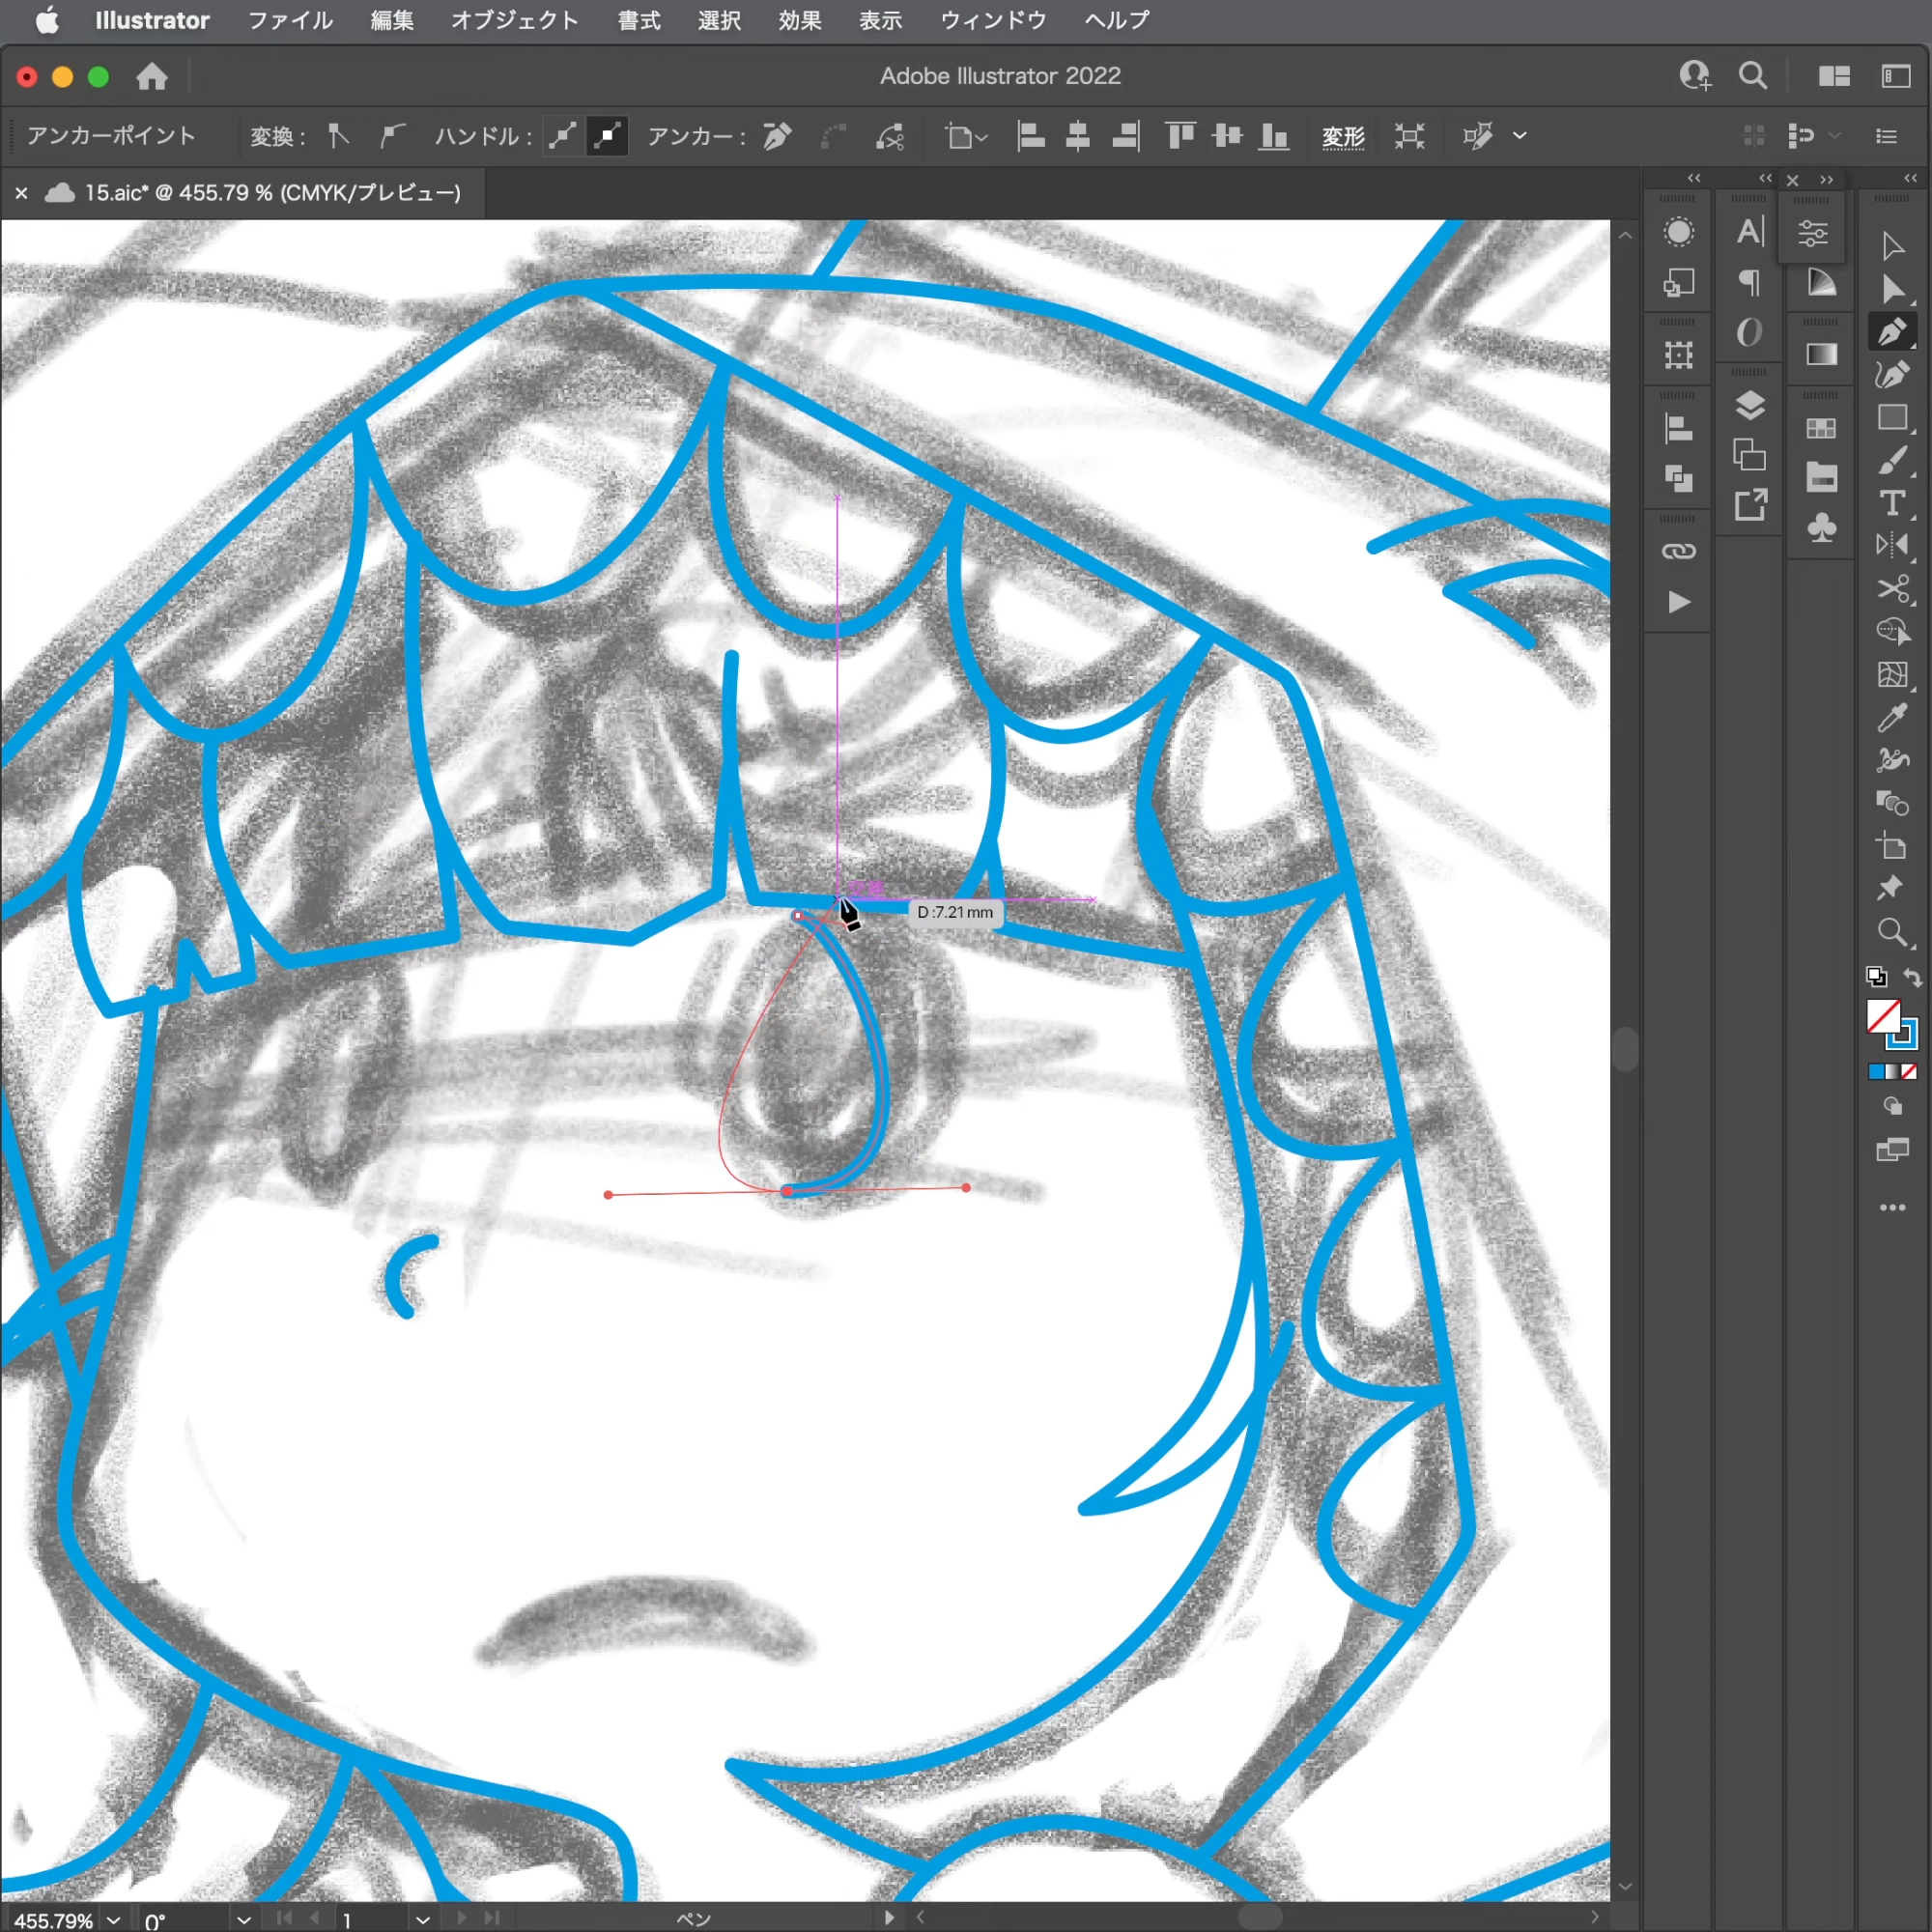 Illustrator ファイル 編集 オブジェクト 書式 選択 効果 表示 ウィンドウ ヘルプ
Adobe Illustrator 2022
アンカーポイント 変換： ハンドル： アンカー： 変形
15.aic* @ 455.79 % (CMYK/プレビュー)
D :7.21 mm
455.79% 0° 1 ペン